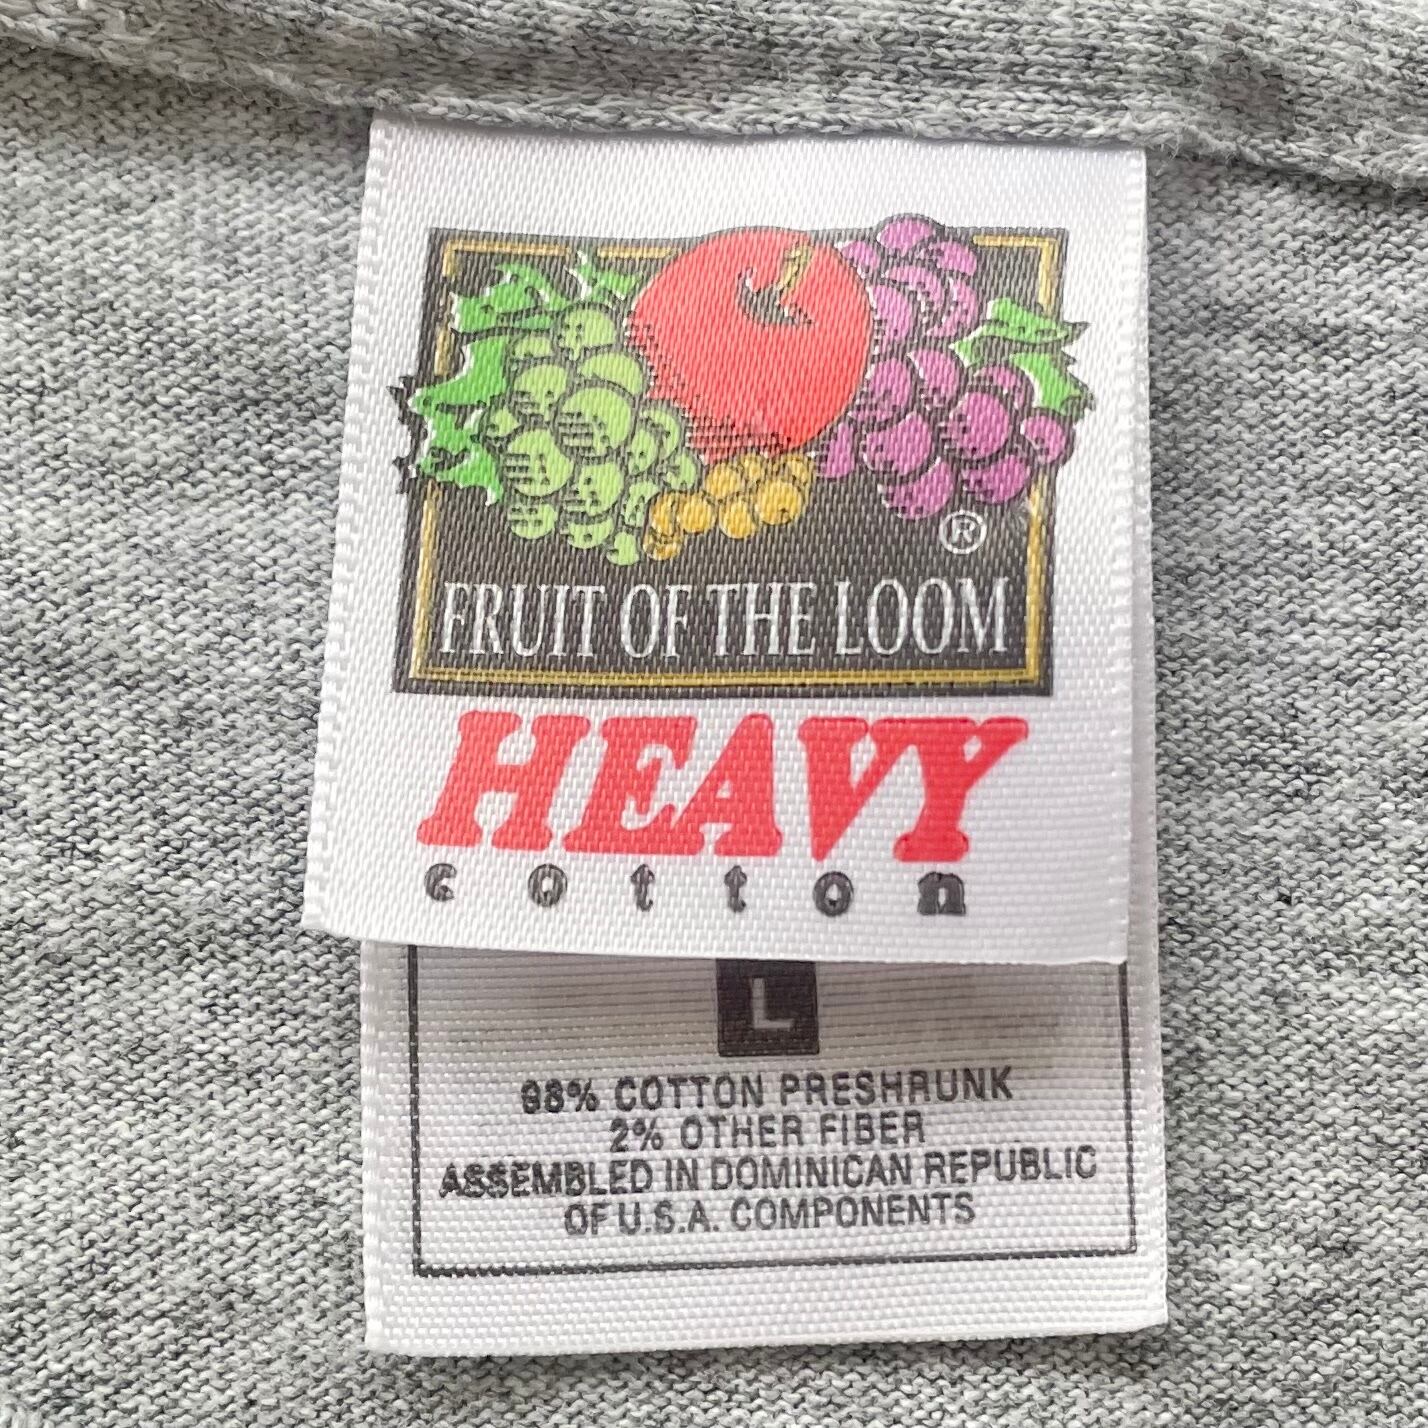 ®
FRUIT OF THE LOOM
HEAVY
cotton
L
98% COTTON PRESHRUNK
2% OTHER FIBER
ASSEMBLED IN DOMINICAN REPUBLIC
OF U.S.A. COMPONENTS